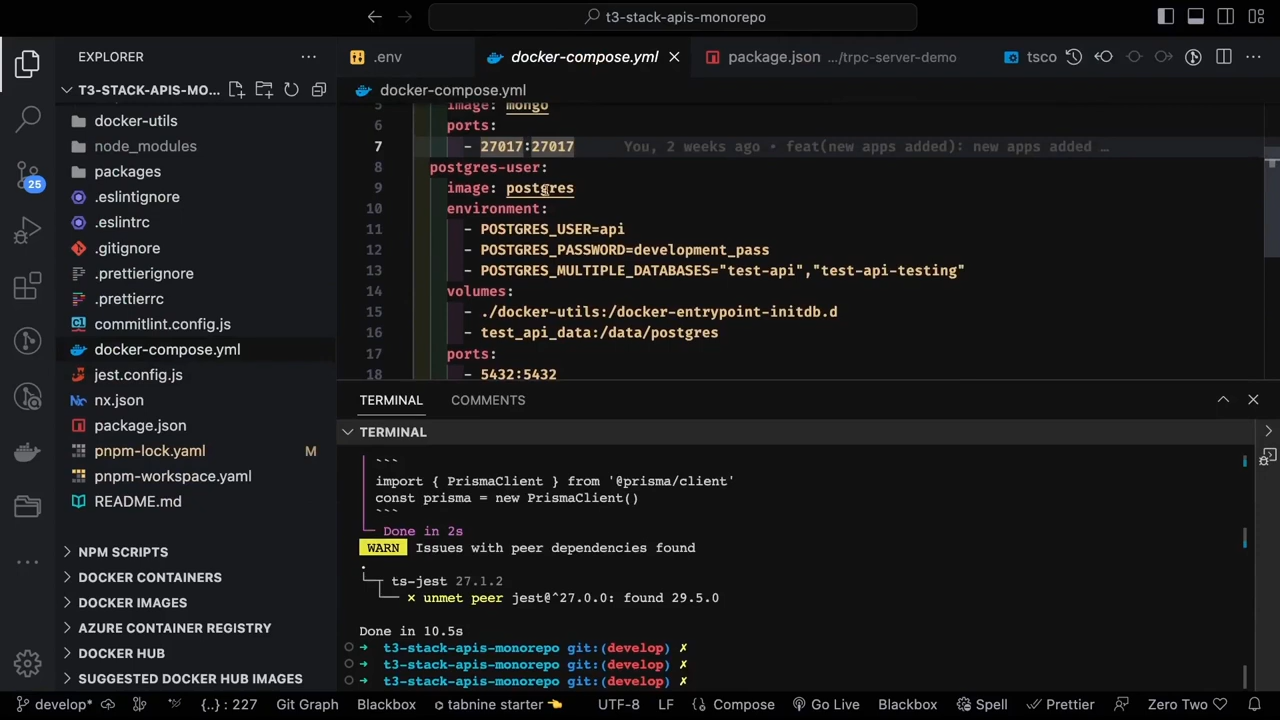 t3-stack-apis-monorepo
EXPLORER
.env
docker-compose.yml
package.json .../trpc-server-demo
tsco
T3-STACK-APIS-MO...
docker-compose.yml
docker-utils
node_modules
packages
.eslintignore
.eslintrc
.gitignore
.prettierignore
.prettierrc
commitlint.config.js
docker-compose.yml
jest.config.js
nx.json
package.json
pnpm-lock.yaml M
pnpm-workspace.yaml
README.md
25
NPM SCRIPTS
DOCKER CONTAINERS
DOCKER IMAGES
AZURE CONTAINER REGISTRY
DOCKER HUB
SUGGESTED DOCKER HUB IMAGES
5 image: mongo
6 ports:
7 - 27017:27017 You, 2 weeks ago • feat(new apps added): new apps added …
8 postgres-user:
9 image: postgres
10 environment:
11 - POSTGRES_USER=api
12 - POSTGRES_PASSWORD=development_pass
13 - POSTGRES_MULTIPLE_DATABASES="test-api","test-api-testing"
14 volumes:
15 - ./docker-utils:/docker-entrypoint-initdb.d
16 - test_api_data:/data/postgres
17 ports:
18 - 5432:5432
TERMINAL COMMENTS
TERMINAL
```
import { PrismaClient } from '@prisma/client'
const prisma = new PrismaClient()
```
Done in 2s
WARN Issues with peer dependencies found
.
ts-jest 27.1.2
× unmet peer jest@^27.0.0: found 29.5.0
Done in 10.5s
t3-stack-apis-monorepo git:(develop) ✗
t3-stack-apis-monorepo git:(develop) ✗
t3-stack-apis-monorepo git:(develop) ✗
develop* {..} : 227 Git Graph Blackbox tabnine starter UTF-8 LF Compose Go Live Blackbox Spell Prettier Zero Two